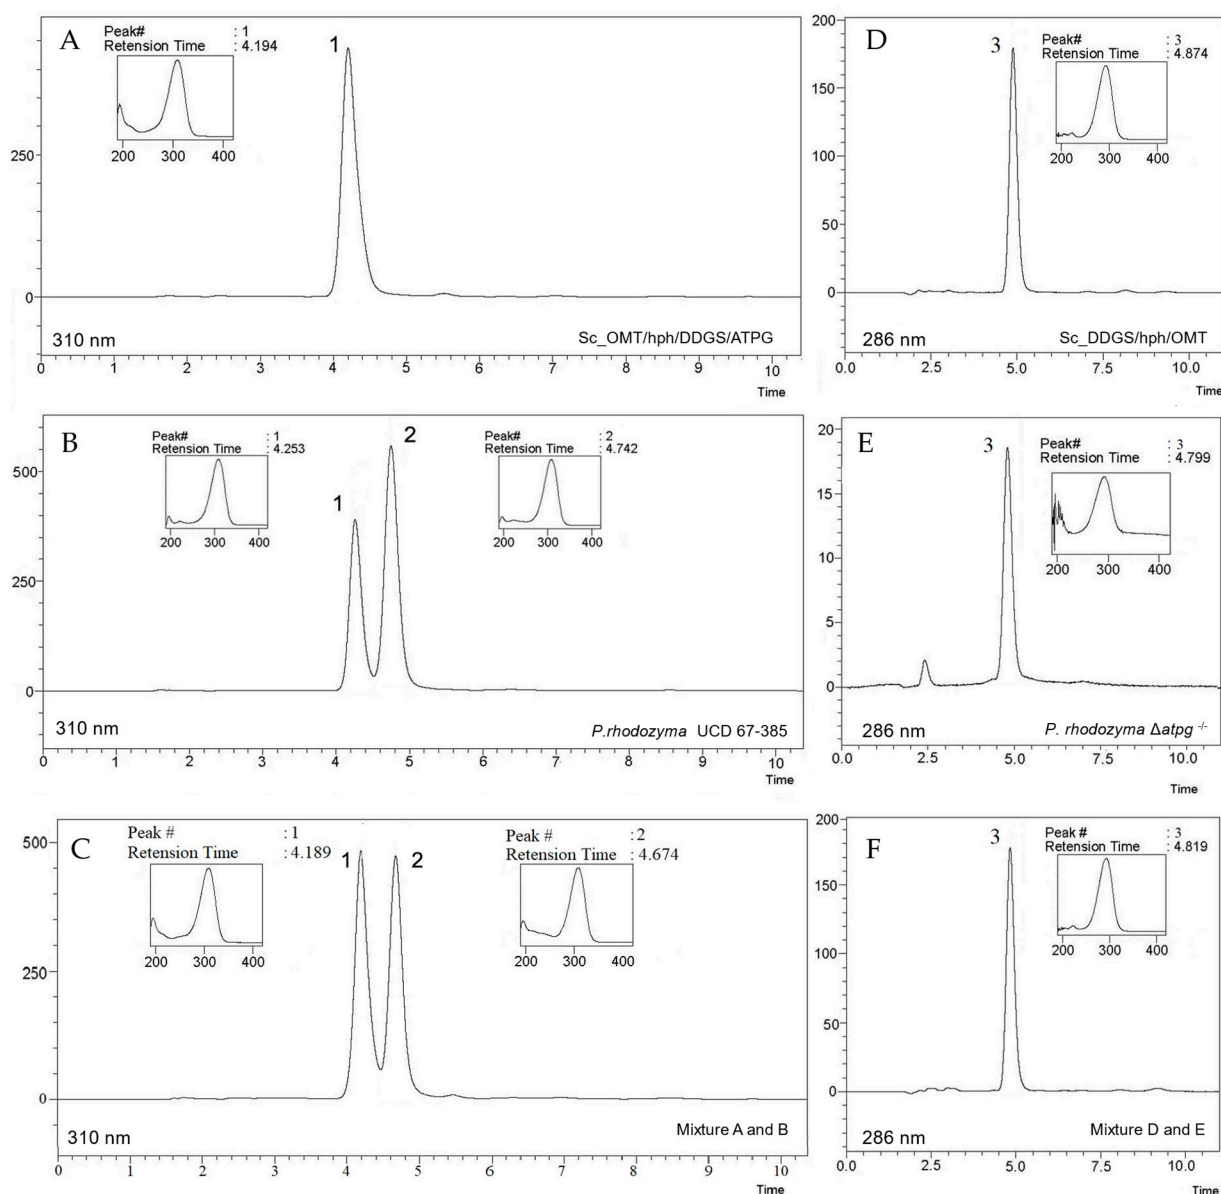 A
Peak# : 1
Retension Time : 4.194
200 300 400
1
250
0
310 nm
Sc_OMT/hph/DDGS/ATPG
0 1 2 3 4 5 6 7 8 9 10
Time
D
Peak# : 3
Retension Time : 4.874
200 300 400
3
200
150
100
50
0
286 nm
Sc_DDGS/hph/OMT
0.0 2.5 5.0 7.5 10.0
Time
B
Peak# : 1
Retension Time : 4.253
200 300 400
1
Peak# : 2
Retension Time : 4.742
200 300 400
2
500
250
0
310 nm
P.rhodozyma UCD 67-385
0 1 2 3 4 5 6 7 8 9 10
Time
E
Peak# : 3
Retension Time : 4.799
200 300 400
3
20
15
10
5
0
286 nm
P. rhodozyma Δatpg -/-
0.0 2.5 5.0 7.5 10.0
Time
C
Peak # : 1
Retension Time : 4.189
200 300 400
1
Peak # : 2
Retension Time : 4.674
200 300 400
2
500
250
0
310 nm
Mixture A and B
0 1 2 3 4 5 6 7 8 9 10
Time
F
Peak # : 3
Retension Time : 4.819
200 300 400
3
200
150
100
50
0
286 nm
Mixture D and E
0.0 2.5 5.0 7.5 10.0
Time